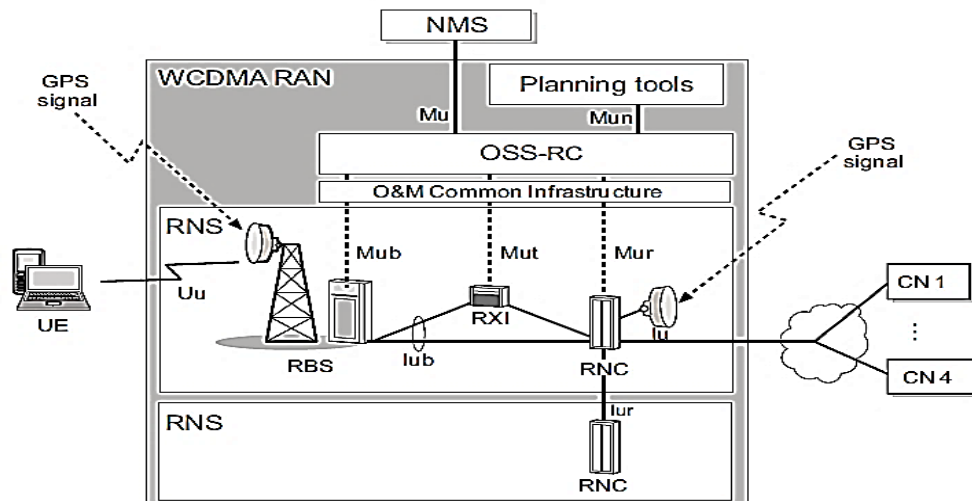 NMS
GPS
signal
WCDMA RAN
Planning tools
Mu
Mun
OSS-RC
GPS
signal
O&M Common Infrastructure
RNS
Mub
Mut
Mur
Uu
UE
CN 1
RXI
Iu
⋮
RBS
Iub
RNC
CN 4
RNS
Iur
RNC